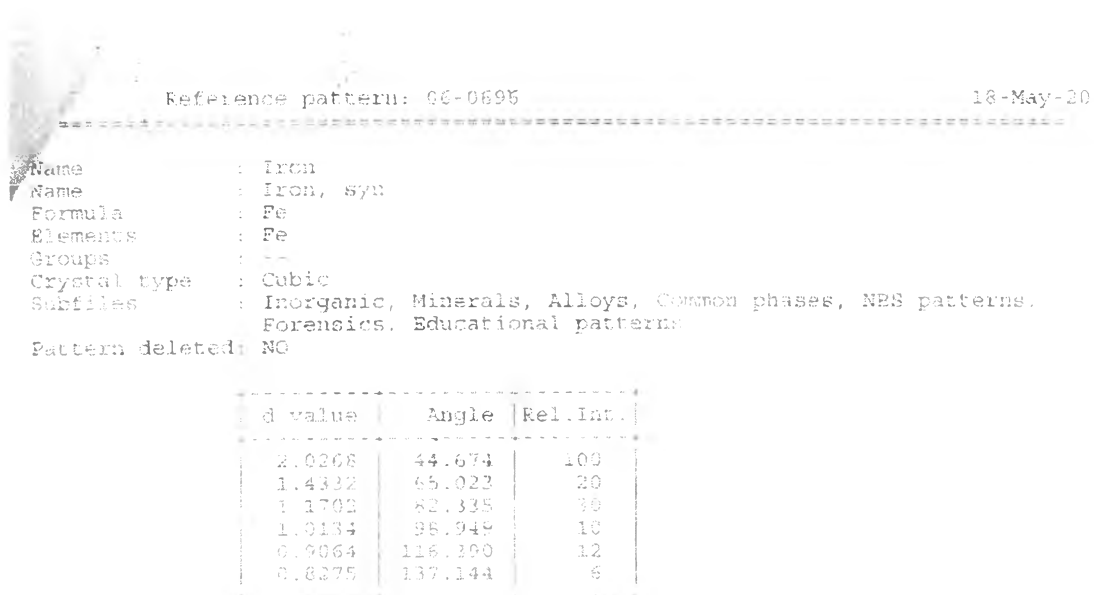 Reference pattern: 06-0696 18-May-20
Name : Iron
Name : Iron, syn
Formula : Fe
Elements : Fe
Groups : --
Crystal type : Cubic
Subfiles : Inorganic, Minerals, Alloys, Common phases, NBS patterns.
Forensics. Educational patterns
Pattern deleted: NO
d value | Angle |Rel.Int.|
2.0268 | 44.674 | 100
1.4332 | 65.023 | 20
1.1702 | 82.335 | 30
1.0134 | 98.949 | 10
0.9064 | 116.390 | 12
0.8275 | 137.144 | 6